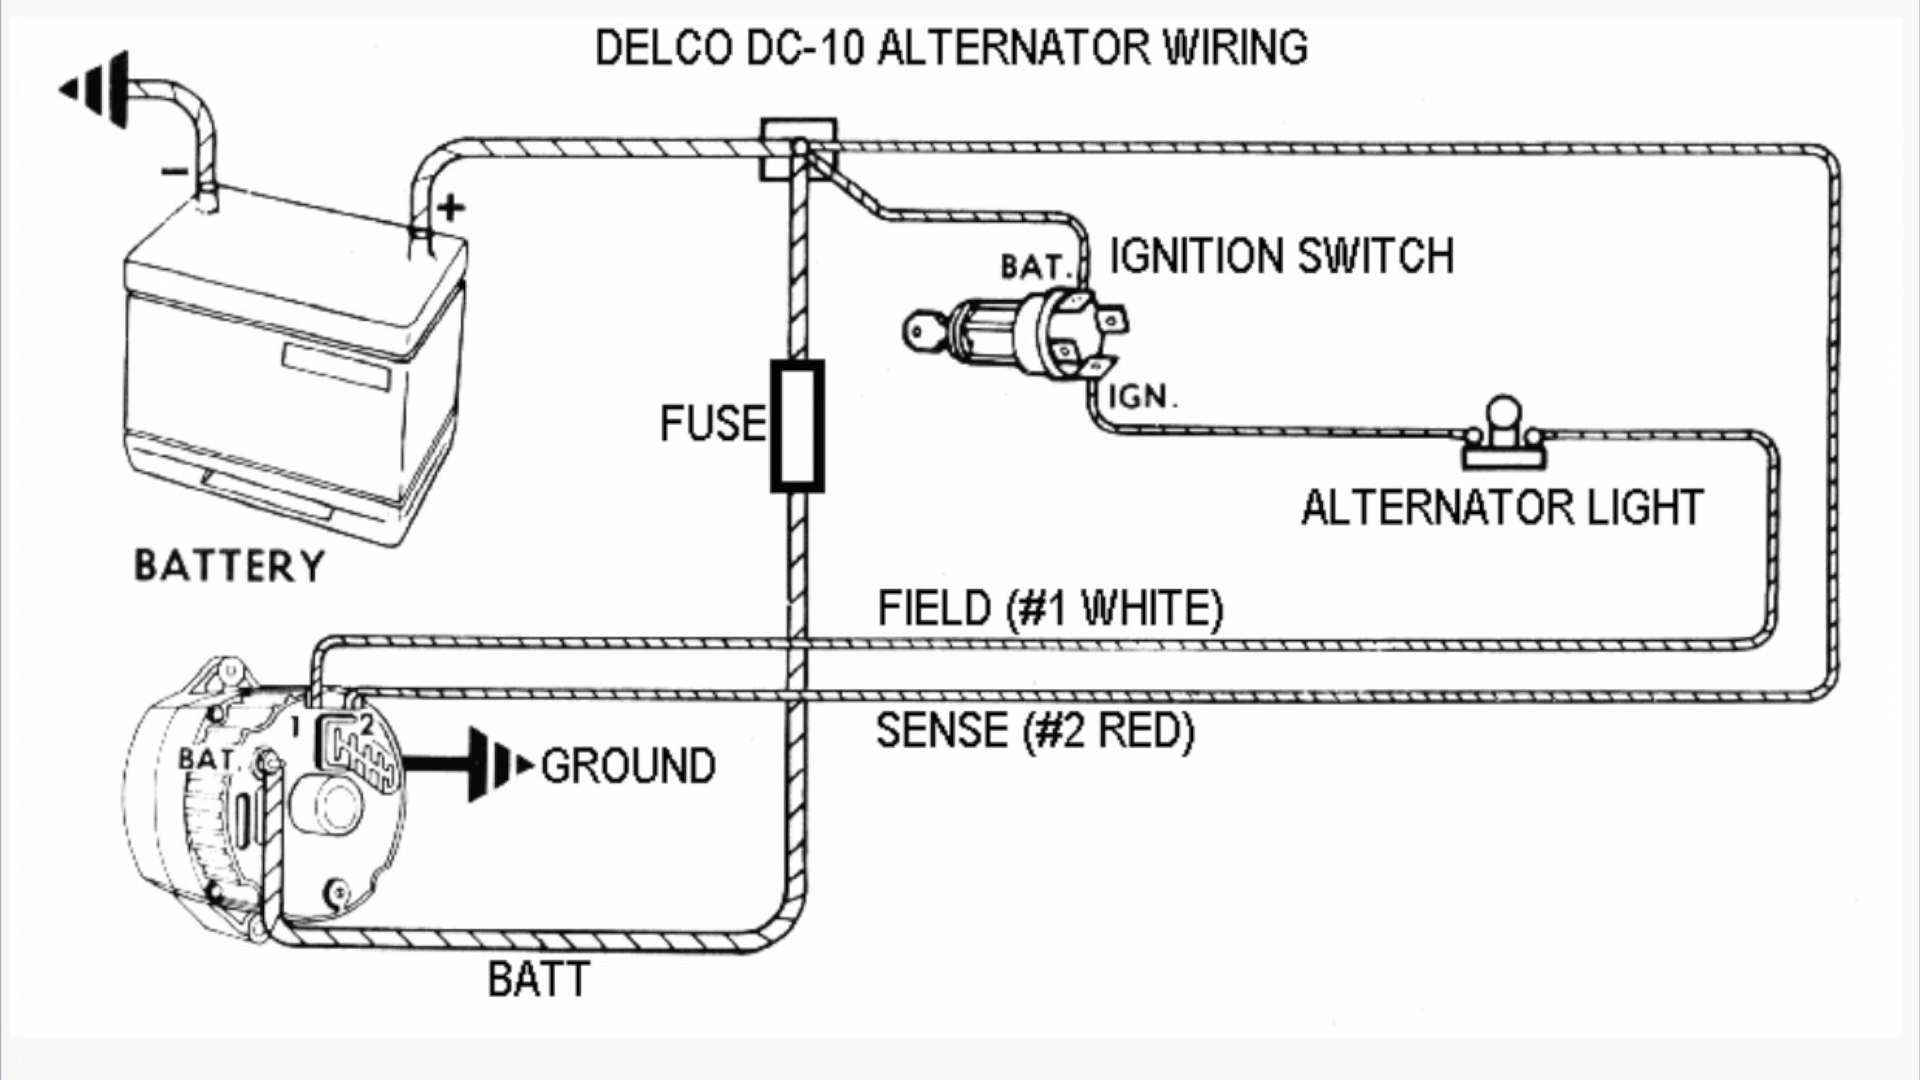 DELCO DC-10 ALTERNATOR WIRING
−
+
IGNITION SWITCH
BAT.
IGN.
FUSE
ALTERNATOR LIGHT
BATTERY
FIELD (#1 WHITE)
1
2
SENSE (#2 RED)
BAT.
GROUND
BATT